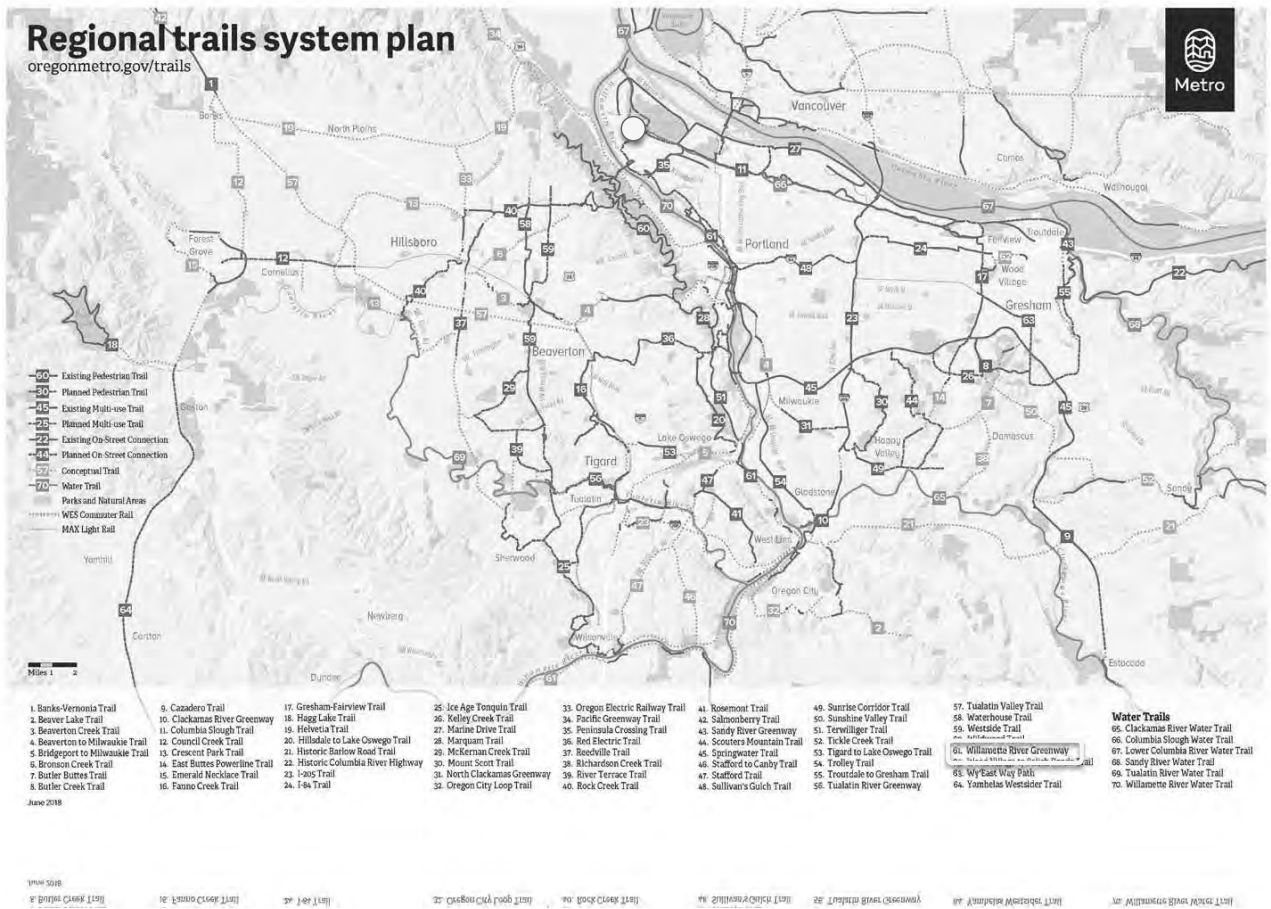 Regional trails system plan
oregonmetro.gov/trails
Metro
Vancouver
Camas
Washougal
Banks
North Plains
Forest Grove
Cornelius
Hillsboro
Portland
Fairview
Troutdale
Wood Village
Gresham
Beaverton
Milwaukie
Happy Valley
Damascus
Lake Oswego
Tigard
Tualatin
Gladstone
West Linn
Oregon City
Sherwood
Wilsonville
Newberg
Dundee
Gaston
Yamhill
Carlton
Sandy
Estacada
60 Existing Pedestrian Trail
30 Planned Pedestrian Trail
45 Existing Multi-use Trail
25 Planned Multi-use Trail
22 Existing On-Street Connection
44 Planned On-Street Connection
57 Conceptual Trail
70 Water Trail
Parks and Natural Areas
WES Commuter Rail
MAX Light Rail
Miles 1 2
1. Banks-Vernonia Trail
2. Beaver Lake Trail
3. Beaverton Creek Trail
4. Beaverton to Milwaukie Trail
5. Bridgeport to Milwaukie Trail
6. Bronson Creek Trail
7. Butler Buttes Trail
8. Butler Creek Trail
9. Cazadero Trail
10. Clackamas River Greenway
11. Columbia Slough Trail
12. Council Creek Trail
13. Crescent Park Trail
14. East Buttes Powerline Trail
15. Emerald Necklace Trail
16. Fanno Creek Trail
17. Gresham-Fairview Trail
18. Hagg Lake Trail
19. Helvetia Trail
20. Hillsdale to Lake Oswego Trail
21. Historic Barlow Road Trail
22. Historic Columbia River Highway
23. I-205 Trail
24. I-84 Trail
25. Ice Age Tonquin Trail
26. Kelley Creek Trail
27. Marine Drive Trail
28. Marquam Trail
29. McKernan Creek Trail
30. Mount Scott Trail
31. North Clackamas Greenway
32. Oregon City Loop Trail
33. Oregon Electric Railway Trail
34. Pacific Greenway Trail
35. Peninsula Crossing Trail
36. Red Electric Trail
37. Reedville Trail
38. Richardson Creek Trail
39. River Terrace Trail
40. Rock Creek Trail
41. Rosemont Trail
42. Salmonberry Trail
43. Sandy River Greenway
44. Scouters Mountain Trail
45. Springwater Trail
46. Stafford to Canby Trail
47. Stafford Trail
48. Sullivan's Gulch Trail
49. Sunrise Corridor Trail
50. Sunshine Valley Trail
51. Terwilliger
52. Tickle Creek Trail
53. Tigard to Lake Oswego Trail
54. Trolley Trail
55. Troutdale to Gresham Trail
56. Tualatin River Greenway
57. Tualatin Valley Trail
58. Waterhouse Trail
59. Westside Trail
61. Willamette River Greenway
63. Wy'East Way Path
64. Yambelas Westsider Trail
Water Trails
65. Clackamas River Water Trail
66. Columbia Slough Water Trail
67. Lower Columbia River Water Trail
68. Sandy River Water Trail
69. Tualatin River Water Trail
70. Willamette River Water Trail
June 2018